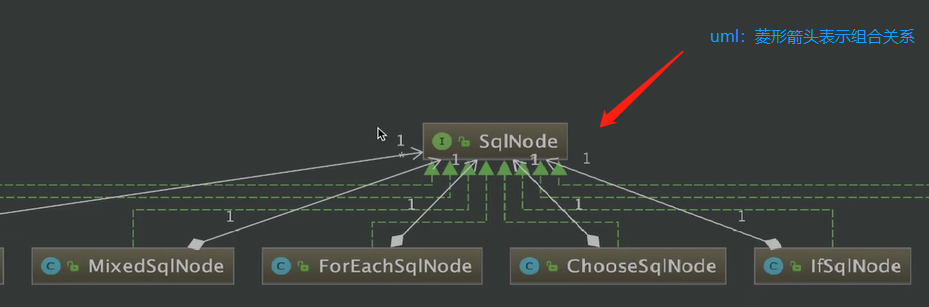 uml：菱形箭头表示组合关系
1
I SqlNode
*
1
1
1
1
1
1
1
C MixedSqlNode
C ForEachSqlNode
C ChooseSqlNode
C IfSqlNode